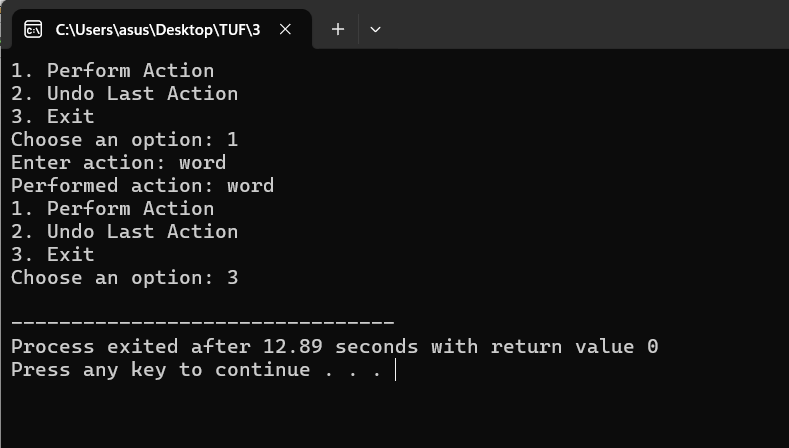 C:\Users\asus\Desktop\TUF\3
1. Perform Action
2. Undo Last Action
3. Exit
Choose an option: 1
Enter action: word
Performed action: word
1. Perform Action
2. Undo Last Action
3. Exit
Choose an option: 3
--------------------------------
Process exited after 12.89 seconds with return value 0
Press any key to continue . . .